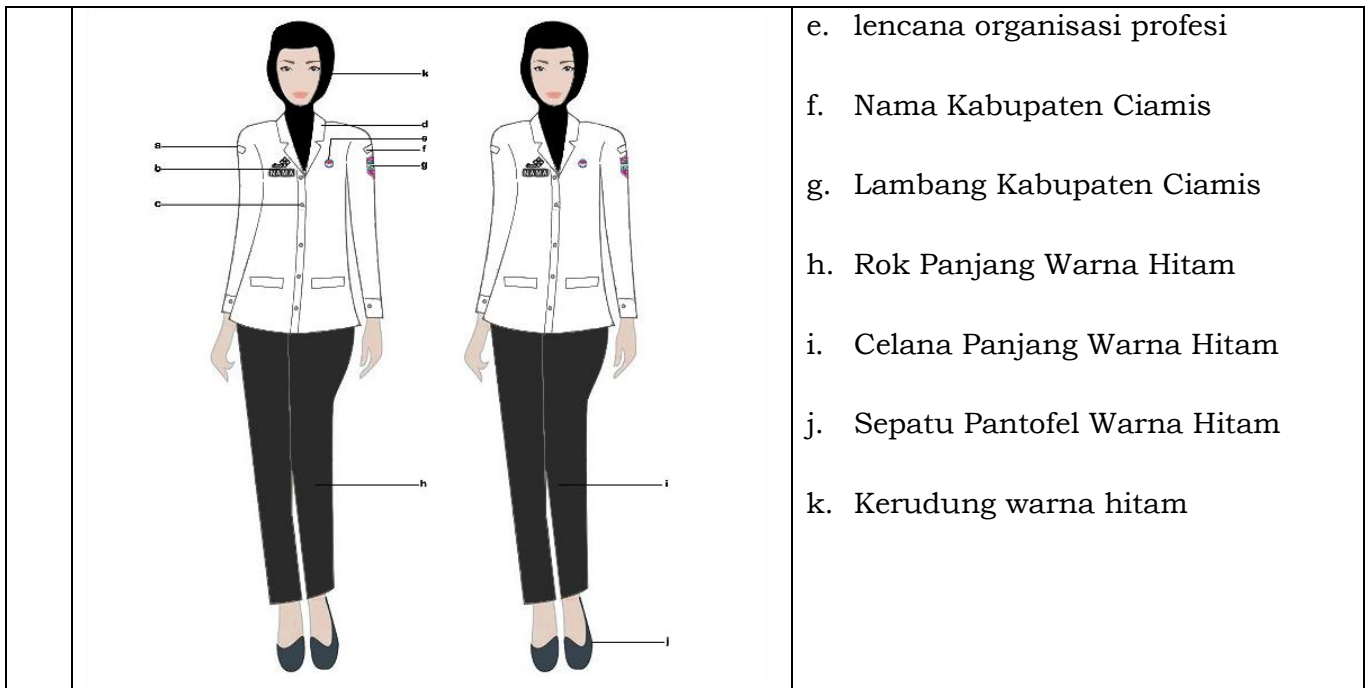 k
d
e
a
f
b
NAMA
g
NAMA
c
h
i
j
e. lencana organisasi profesi
f. Nama Kabupaten Ciamis
g. Lambang Kabupaten Ciamis
h. Rok Panjang Warna Hitam
i. Celana Panjang Warna Hitam
j. Sepatu Pantofel Warna Hitam
k. Kerudung warna hitam